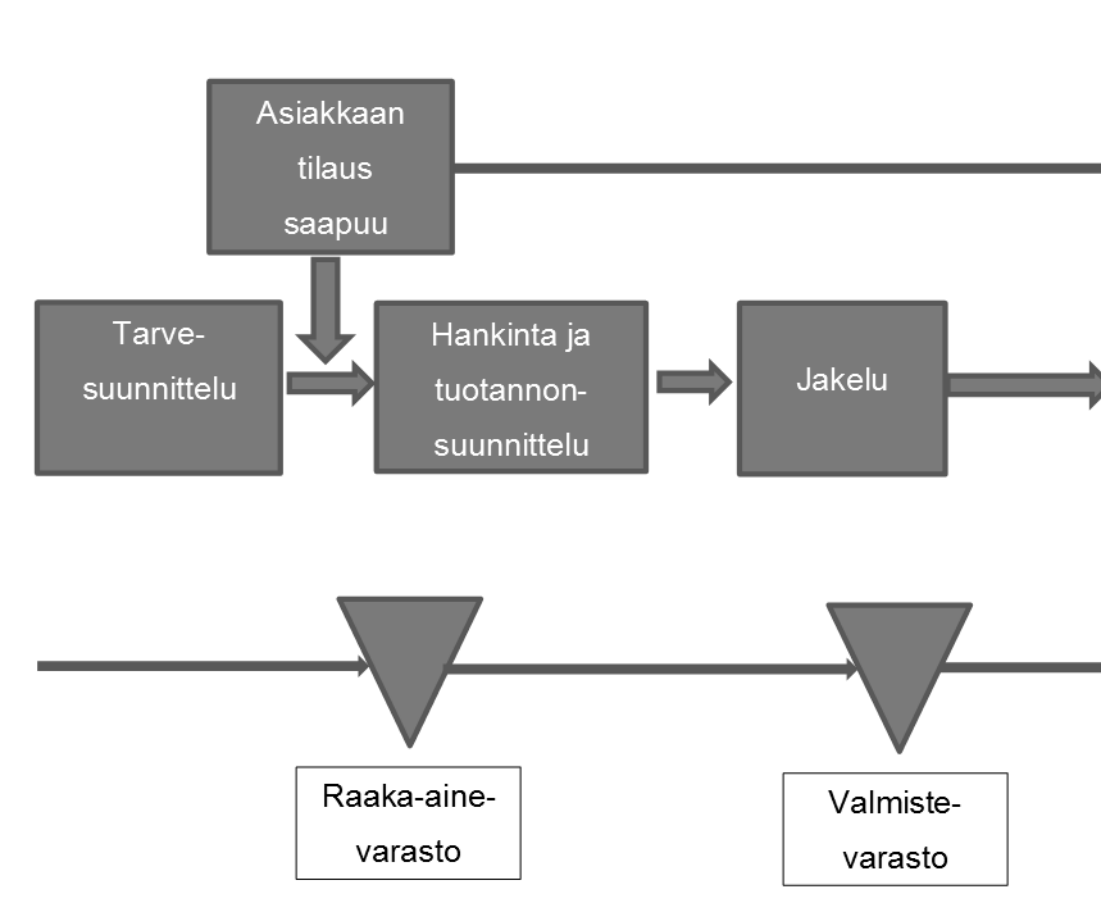 Asiakkaan
tilaus
saapuu
Tarve-
suunnittelu
Hankinta ja
tuotannon-
suunnittelu
Jakelu
Raaka-aine-
varasto
Valmiste-
varasto